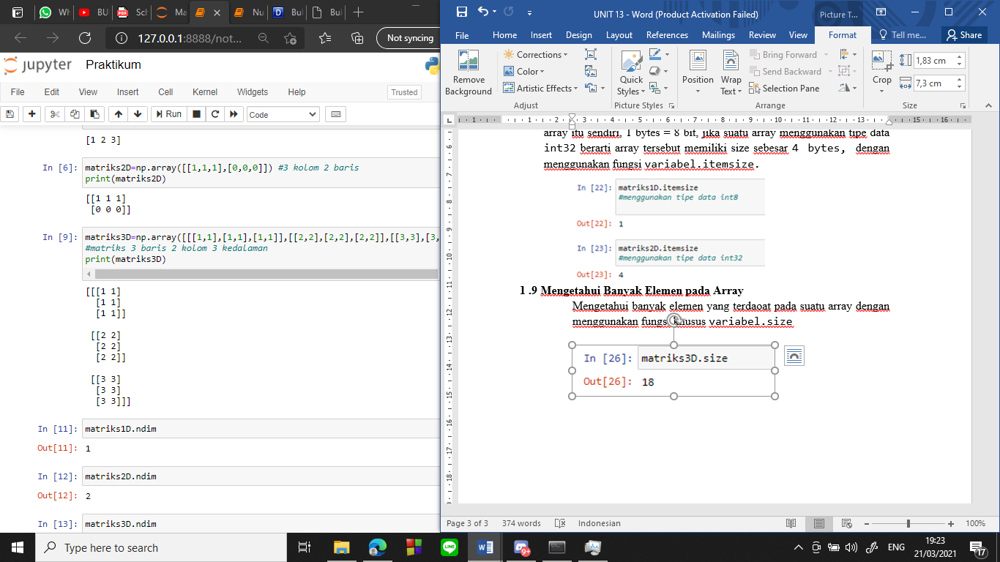 Wh
BU
Sc
Ma
Nu
Bul
Bul
127.0.0.1:8888/not...
Not syncing
jupyter Praktikum
File Edit View Insert Cell Kernel Widgets Help
Trusted
Run
Code
[1 2 3]
In [6]: matriks2D=np.array([[1,1,1],[0,0,0]]) #3 kolom 2 baris
print(matriks2D)
[[1 1 1]
[0 0 0]]
In [9]: matriks3D=np.array([[[1,1],[1,1],[1,1]],[[2,2],[2,2],[2,2]],[[3,3],[3,
#matriks 3 baris 2 kolom 3 kedalaman
print(matriks3D)
[[[1 1]
[1 1]
[1 1]]
[[2 2]
[2 2]
[2 2]]
[[3 3]
[3 3]
[3 3]]]
In [11]: matriks1D.ndim
Out[11]: 1
In [12]: matriks2D.ndim
Out[12]: 2
In [13]: matriks3D.ndim
UNIT 13 - Word (Product Activation Failed)
Picture T...
File Home Insert Design Layout References Mailings Review View Format Tell me... Share
Remove Background
Corrections
Color
Artistic Effects
Adjust
Quick Styles
Picture Styles
Position
Wrap Text
Bring Forward
Send Backward
Selection Pane
Arrange
Crop
1,83 cm
7,3 cm
Size
array itu sendiri. 1 bytes = 8 bit, jika suatu array menggunakan tipe data
int32 berarti array tersebut memiliki size sebesar 4 bytes, dengan
menggunakan fungsi variabel.itemsize.
In [22]: matriks1D.itemsize
#menggunakan tipe data int8
Out[22]: 1
In [23]: matriks2D.itemsize
#menggunakan tipe data int32
Out[23]: 4
1 .9 Mengetahui Banyak Elemen pada Array
Mengetahui banyak elemen yang terdaoat pada suatu array dengan
menggunakan fungsi khusus variabel.size
In [26]: matriks3D.size
Out[26]: 18
Page 3 of 3 374 words Indonesian
100%
Type here to search
9+
ENG
19:23
21/03/2021
17